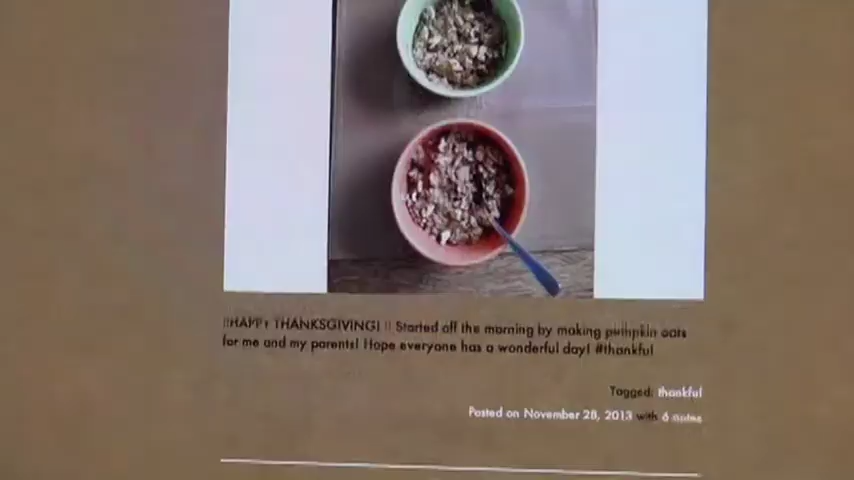 !!HAPPY THANKSGIVING! !! Started off the morning by making pumpkin oats
for me and my parents! Hope everyone has a wonderful day! #thankful
Tagged: thankful
Posted on November 28, 2013 with 6 notes